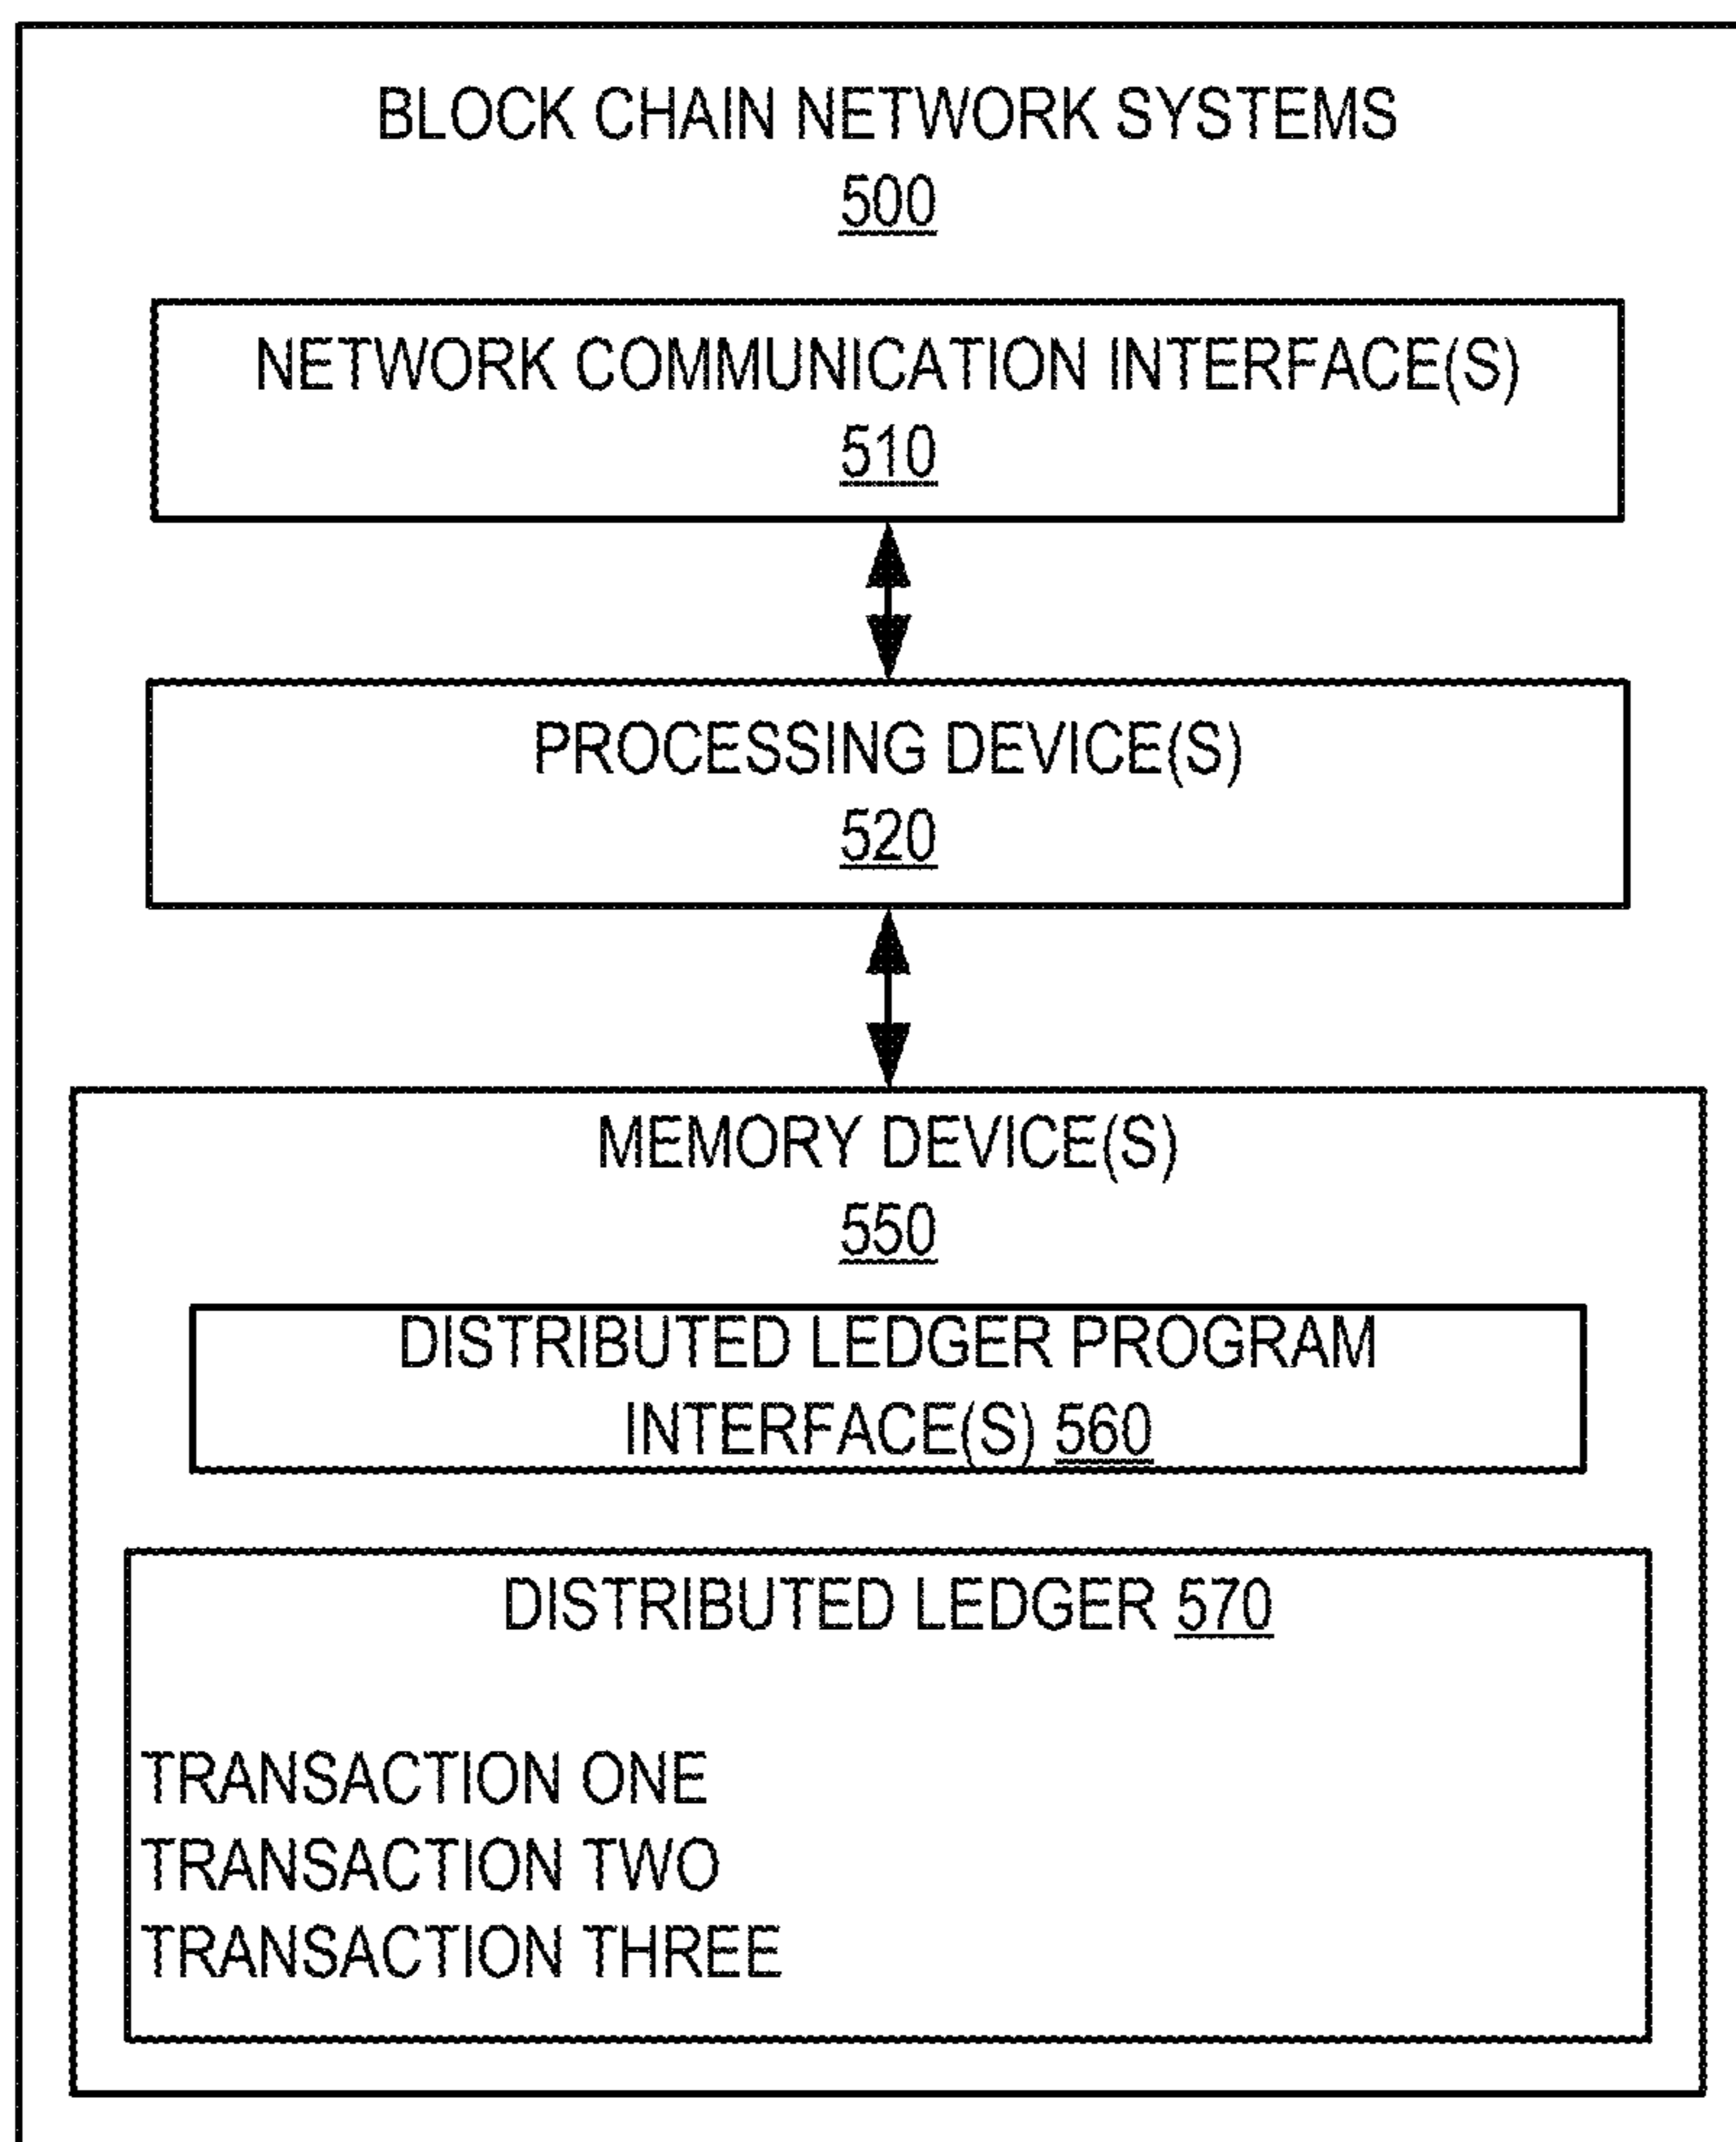 BLOCK CHAIN NETWORK SYSTEMS
500
NETWORK COMMUNICATION INTERFACE(S)
510
PROCESSING DEVICE(S)
520
MEMORY DEVICE(S)
550
DISTRIBUTED LEDGER PROGRAM
INTERFACE(S) 560
DISTRIBUTED LEDGER 570
TRANSACTION ONE
TRANSACTION TWO
TRANSACTION THREE